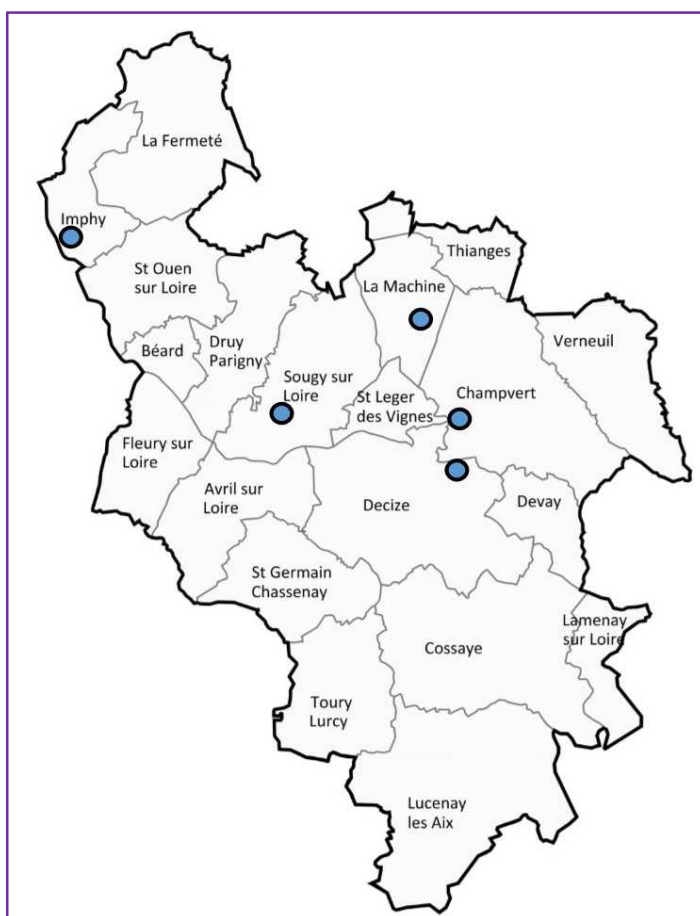 La Fermeté
Imphy
Thianges
St Ouen
sur Loire
La Machine
Verneuil
Béard
Druy
Parigny
Sougy sur
Loire
St Leger
des Vignes
Champvert
Fleury sur
Loire
Avril sur
Loire
Decize
Devay
St Germain
Chassenay
Lamenay
sur Loire
Cossaye
Toury
Lurcy
Lucenay
les Aix